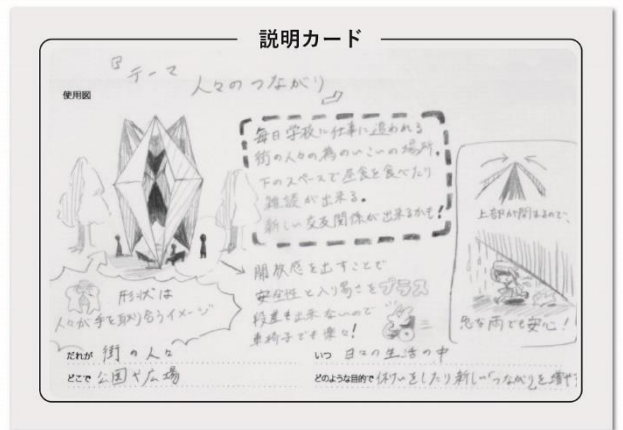 説明カード
『テーマ
人々のつながり』
使用図
毎日学校に仕事に追われる
街の人々の為のいこいの場所。
下のスペースで昼食を食べたり
雑談が出来る。
新しい交友関係が出来るかも!
上部が閉まるので、
急な雨でも安心!
開放感を出すことで
安全性と入り易さをプラス
段差も出来ないので
車椅子でも楽々!
形状は
人々が手を取り合うイメージ
だれが 街の人々
いつ 日々の生活の中
どこで 公園や広場
どのような目的で 休けいをしたり新しい「つながり」を増やす